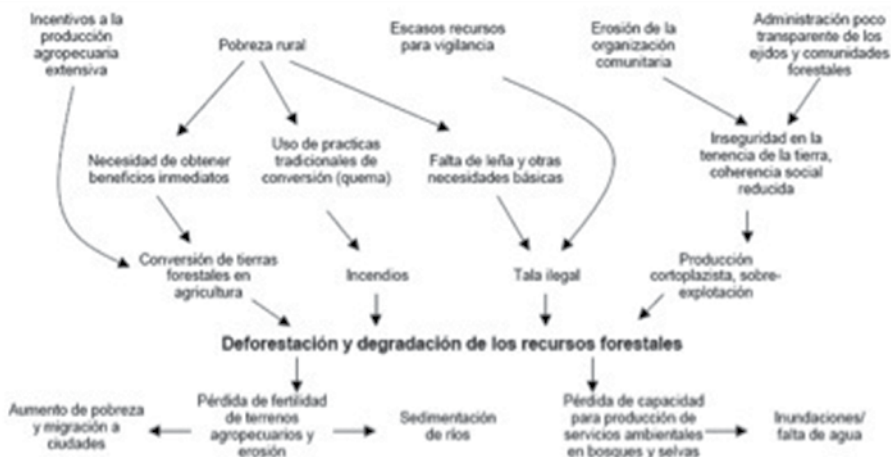 Incentivos a la
producción
agropecuaria
extensiva
Pobreza rural
Escasos recursos
para vigilancia
Erosión de la
organización
comunitaria
Administración poco
transparente de los
ejidos y comunidades
forestales
Necesidad de obtener
beneficios inmediatos
Uso de practicas
tradicionales de
conversión (quema)
Falta de leña y otras
necesidades básicas
Inseguridad en la
tenencia de la tierra,
coherencia social
reducida
Conversión de tierras
forestales en
agricultura
Incendios
Tala ilegal
Producción
cortoplazista, sobre-
explotación
Deforestación y degradación de los recursos forestales
Aumento de pobreza
y migración a
ciudades
Pérdida de fertilidad
de terrenos
agropecuarios y
erosión
Sedimentación
de ríos
Pérdida de capacidad
para producción de
servicios ambientales
en bosques y selvas
Inundaciones/
falta de agua